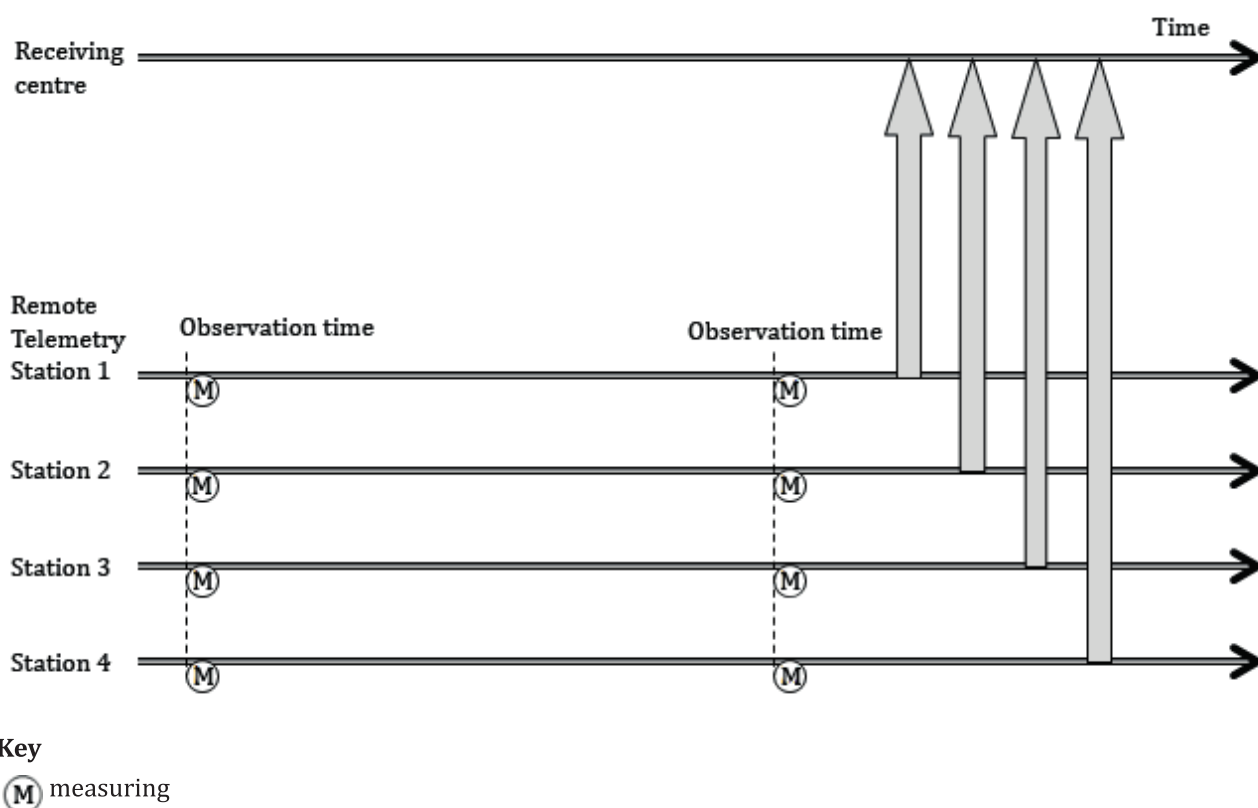 Time
Receiving
centre
Remote
Telemetry
Station 1
Observation time
Observation time
M
M
Station 2
M
M
Station 3
M
M
Station 4
M
M
Key
M measuring